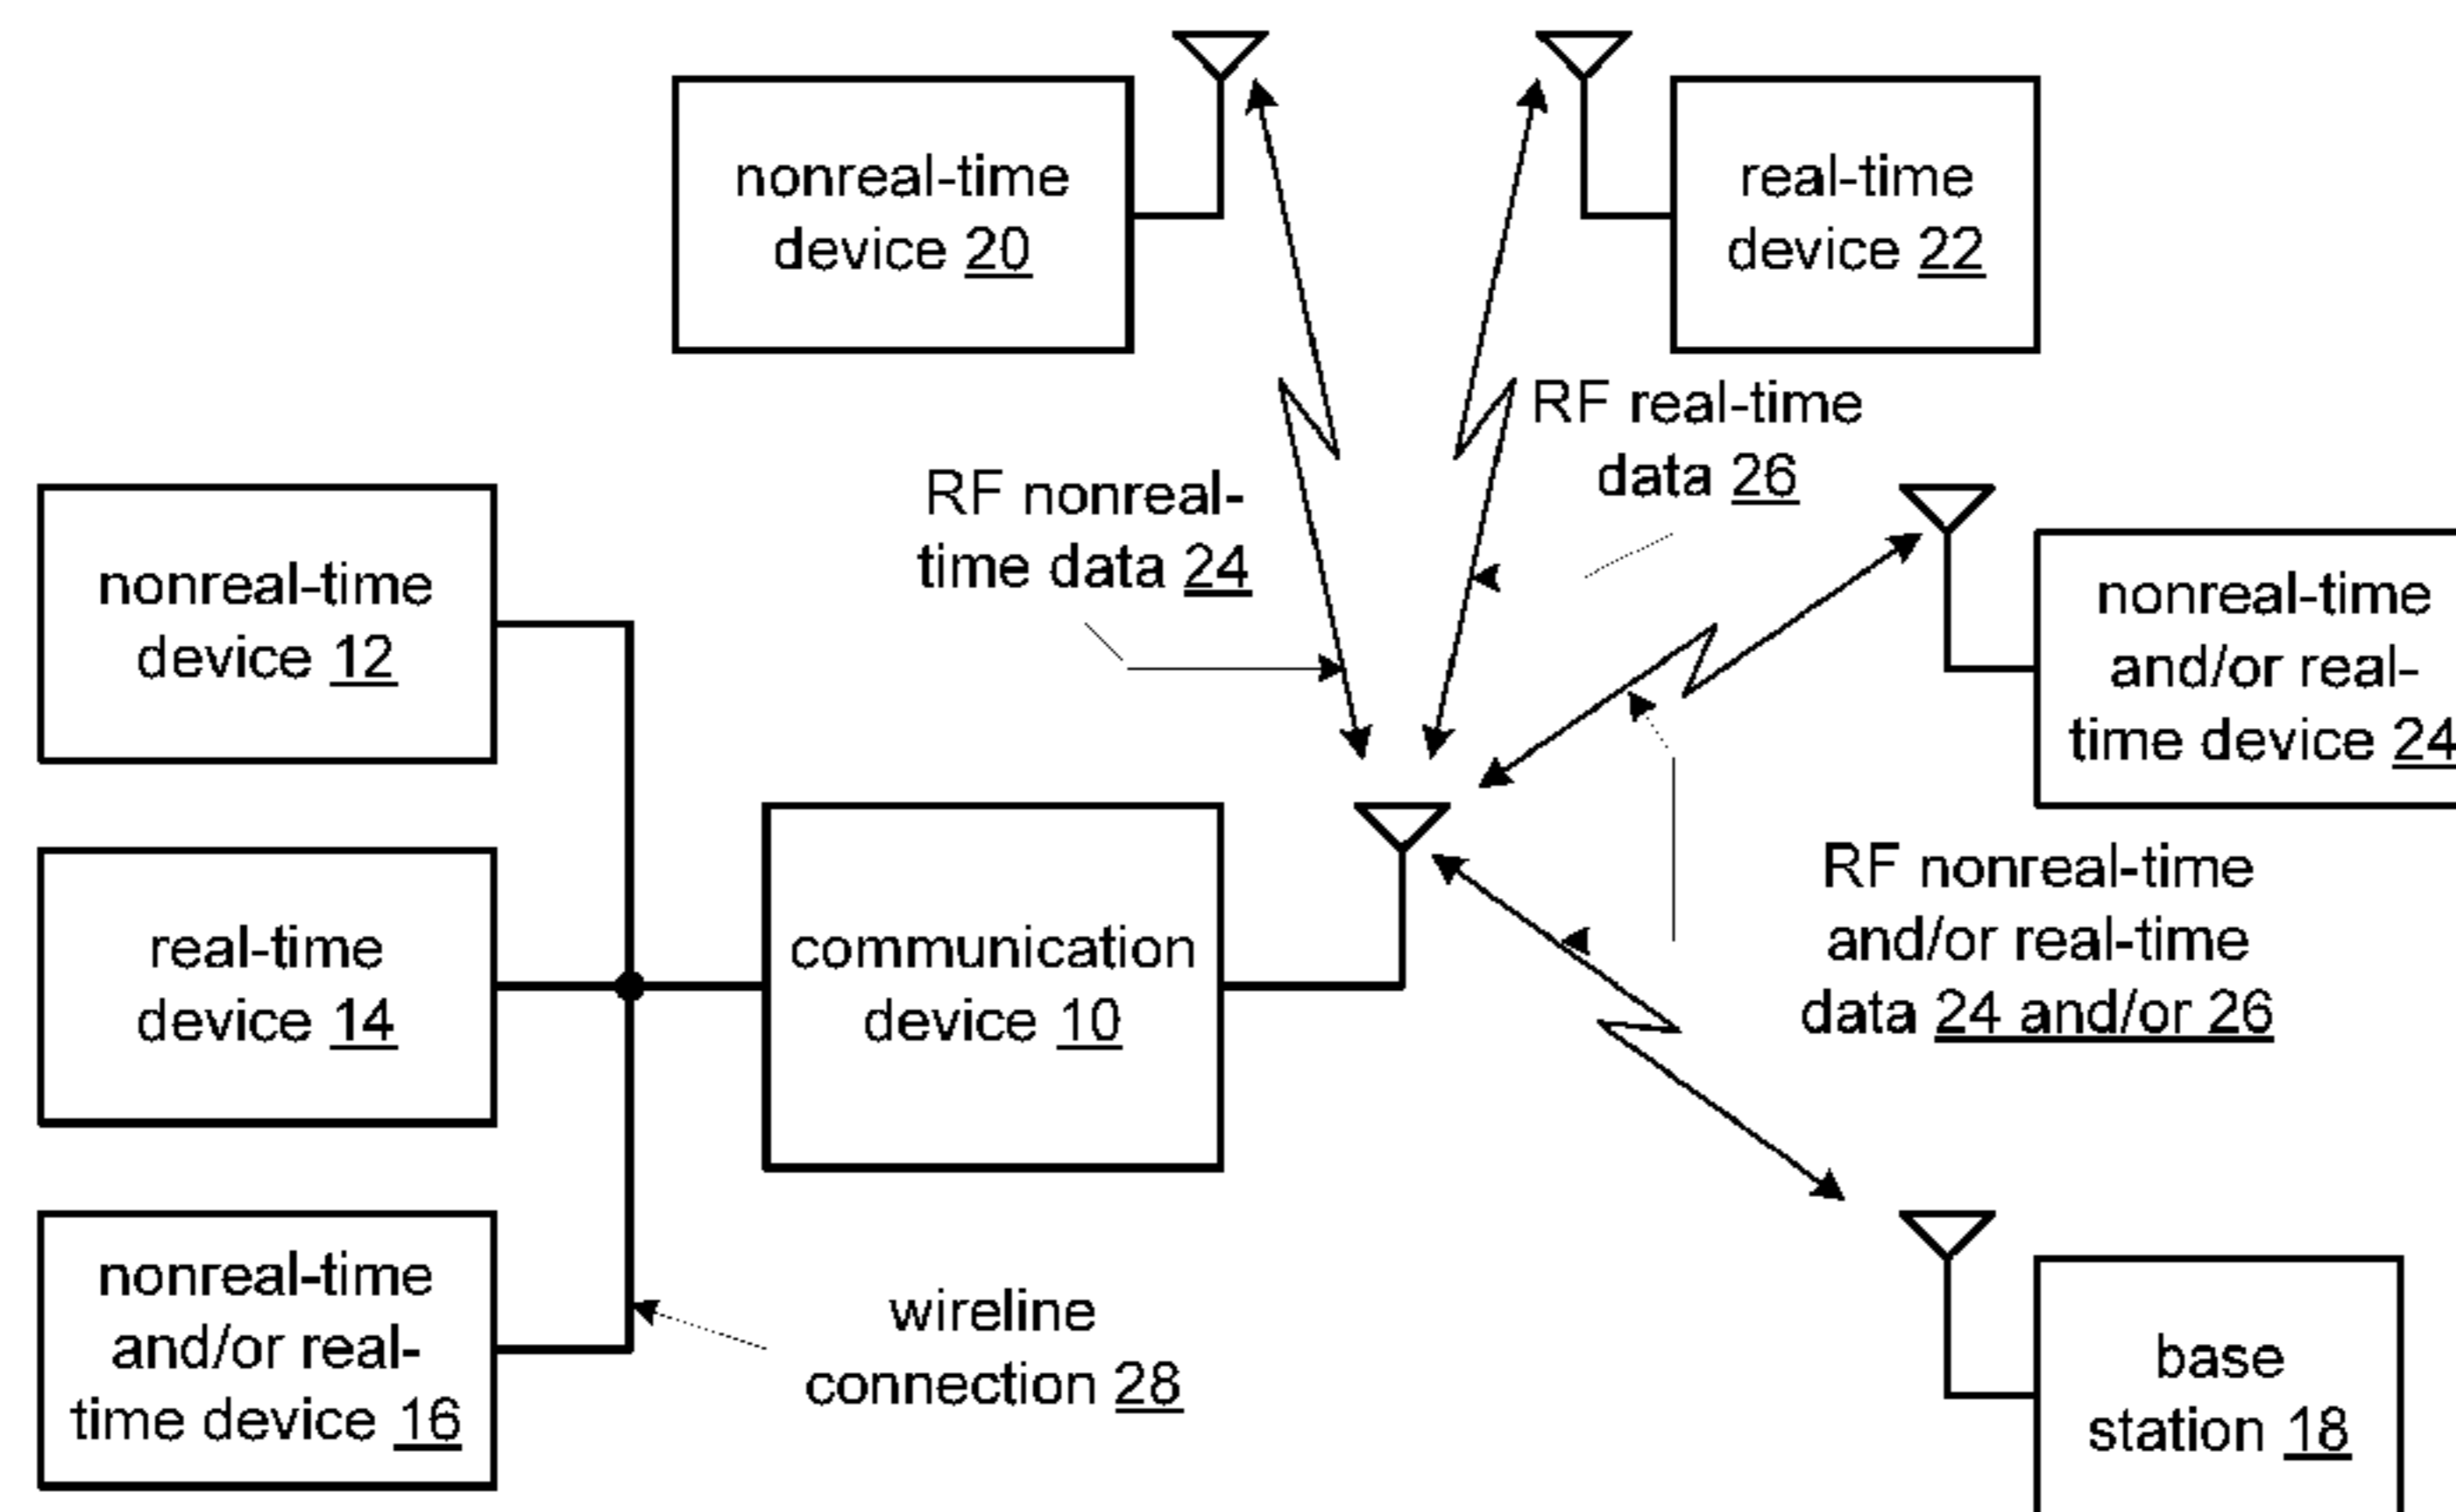 nonreal-time
device 20
real-time
device 22
RF real-time
data 26
RF nonreal-
time data 24
nonreal-time
device 12
nonreal-time
and/or real-
time device 24
real-time
device 14
communication
device 10
RF nonreal-time
and/or real-time
data 24 and/or 26
nonreal-time
and/or real-
time device 16
wireline
connection 28
base
station 18